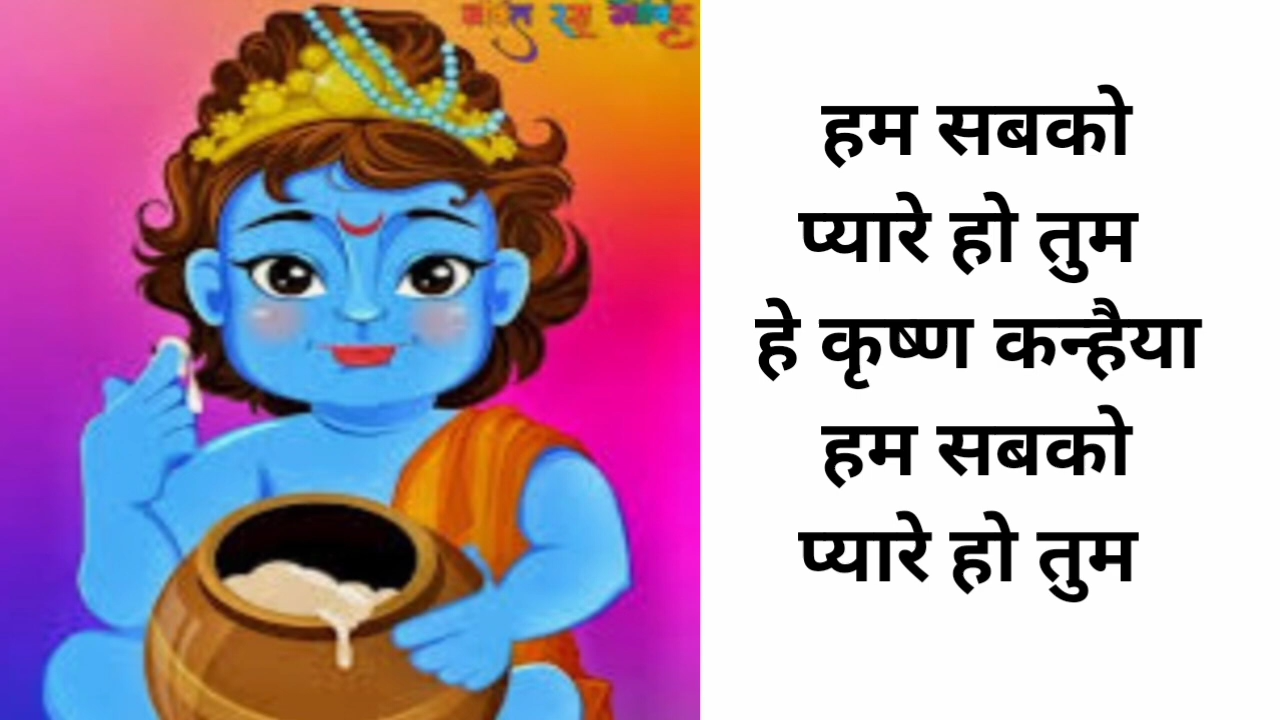 हम सबको
प्यारे हो तुम
हे कृष्ण कन्हैया
हम सबको
प्यारे हो तुम